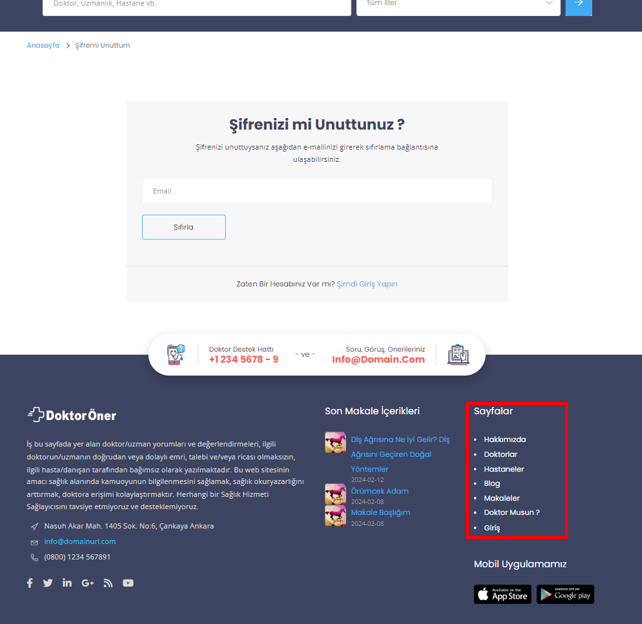 Doktor, Uzmanlık, Hastane vb.
Tüm İller
Anasayfa > Şifremi Unuttum
Şifrenizi mi Unuttunuz ?
Şifrenizi unuttuysanız aşağıdan e-mailinizi girerek sıfırlama bağlantısına
ulaşabilirsiniz.
Email
Sıfırla
Zaten Bir Hesabınız Var mı? Şimdi Giriş Yapın
Doktor Destek Hattı
+1 234 5678 - 9
- ve -
Soru, Görüş, Önerileriniz
Info@Domain.Com
DoktorÖner
İş bu sayfada yer alan doktor/uzman yorumları ve değerlendirmeleri, ilgili
doktorun/uzmanın doğrudan veya dolaylı emri, talebi ve/veya ricası olmaksızın,
ilgili hasta/danışan tarafından bağımsız olarak yazılmaktadır. Bu web sitesinin
amacı sağlık alanında kamuoyunun bilgilenmesini sağlamak, sağlık okuryazarlığını
arttırmak, doktora erişimi kolaylaştırmaktır. Herhangi bir Sağlık Hizmeti
Sağlayıcısını tavsiye etmiyoruz ve desteklemiyoruz.
Nasuh Akar Mah. 1405 Sok. No:6, Çankaya Ankara
info@domainurl.com
(0800) 1234 567891
Son Makale İçerikleri
Diş Ağrısına Ne İyi Gelir? Diş
Ağrısını Geçiren Doğal
Yöntemler
2024-02-12
Örümcek Adam
2024-02-08
Makale Başlığım
2024-02-08
Sayfalar
Hakkımızda
Doktorlar
Hastaneler
Blog
Makaleler
Doktor Musun ?
Giriş
Mobil Uygulamamız
Available on the
App Store
Google play